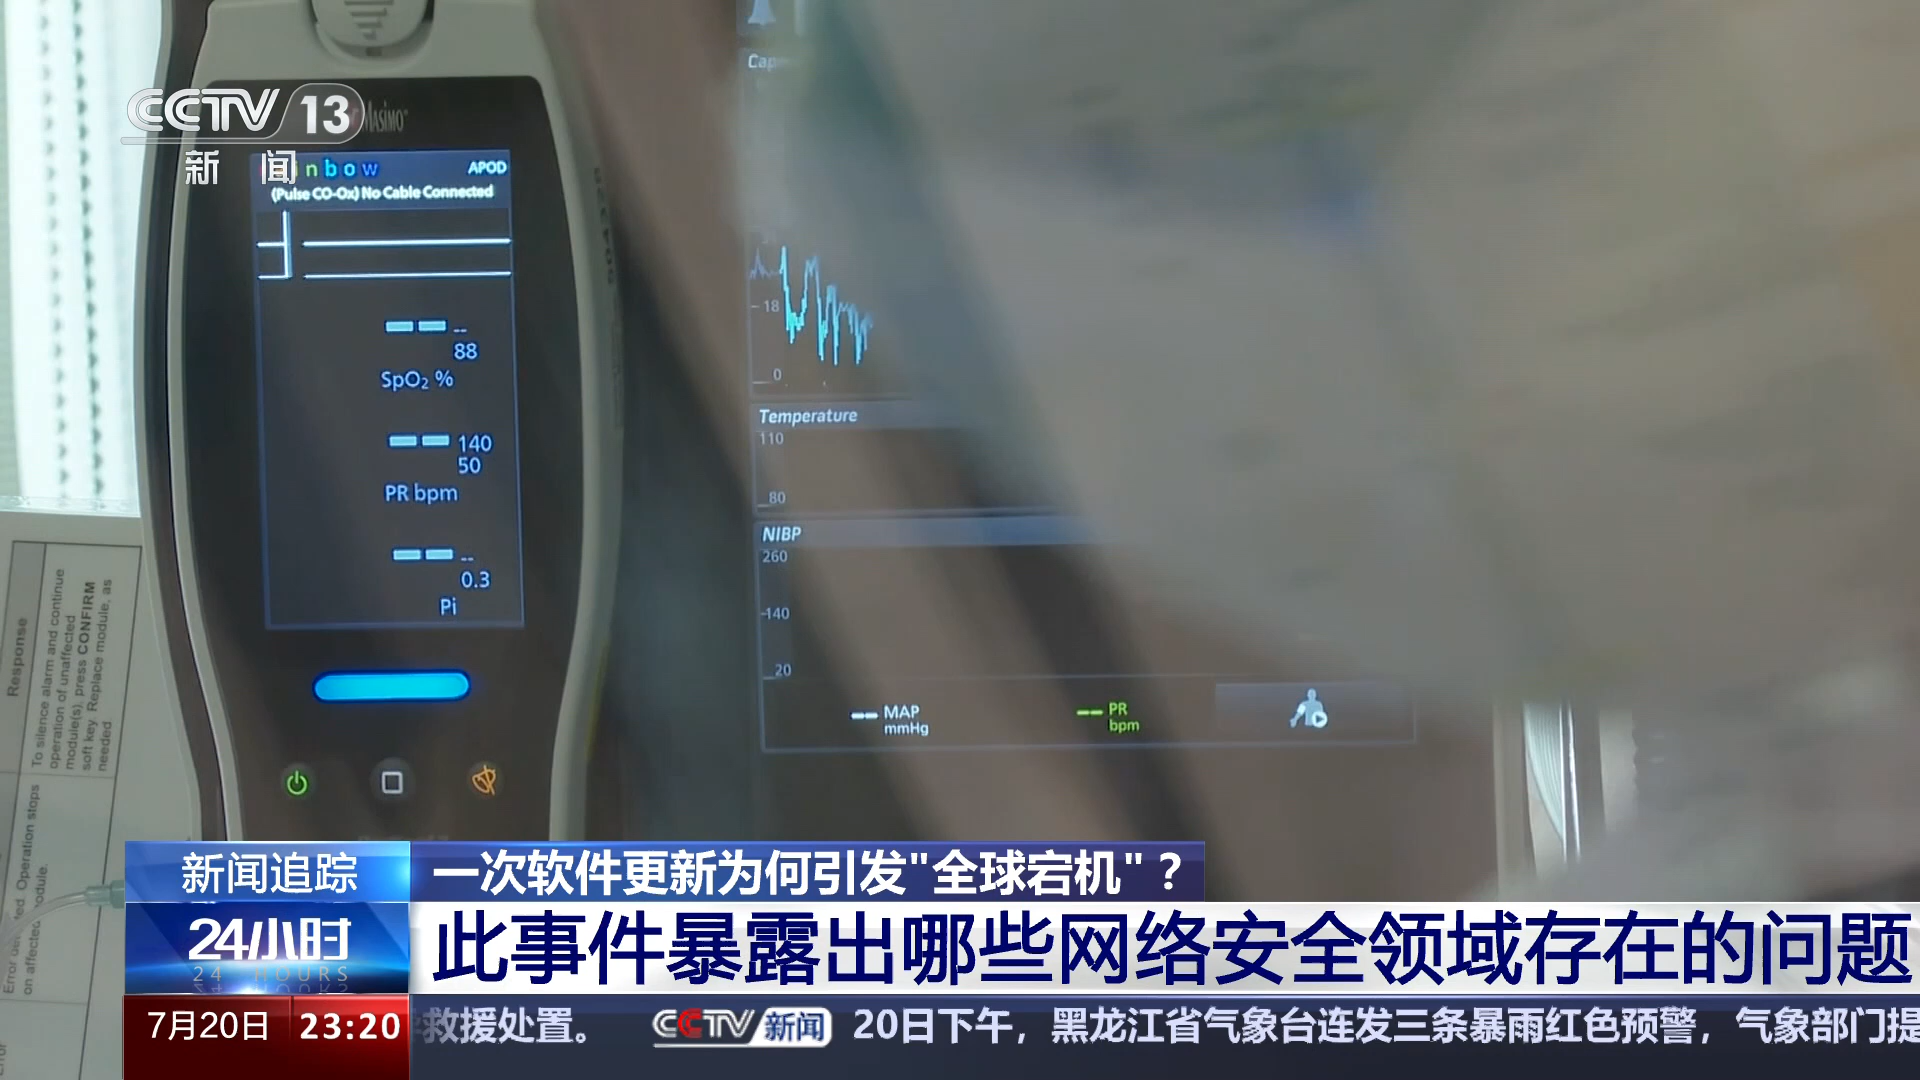 CCTV 13
新 闻
MASIMO
nbow
APOD
(Pulse CO-Ox) No Cable Connected
--
88
SpO₂ %
140
50
PR bpm
--
0.3
Pi
Cap
18
0
Temperature
110
80
NIBP
260
140
20
MAP
mmHg
PR
bpm
Response
To silence alarm and continue
operation of unaffected
module(s), press CONFIRM
soft key. Replace module, as
needed
Operation stops
on affected module.
新闻追踪
一次软件更新为何引发"全球宕机"？
24小时
24 HOURS
此事件暴露出哪些网络安全领域存在的问题
7月20日 23:20
救援处置。 CCTV新闻 20日下午，黑龙江省气象台连发三条暴雨红色预警，气象部门提